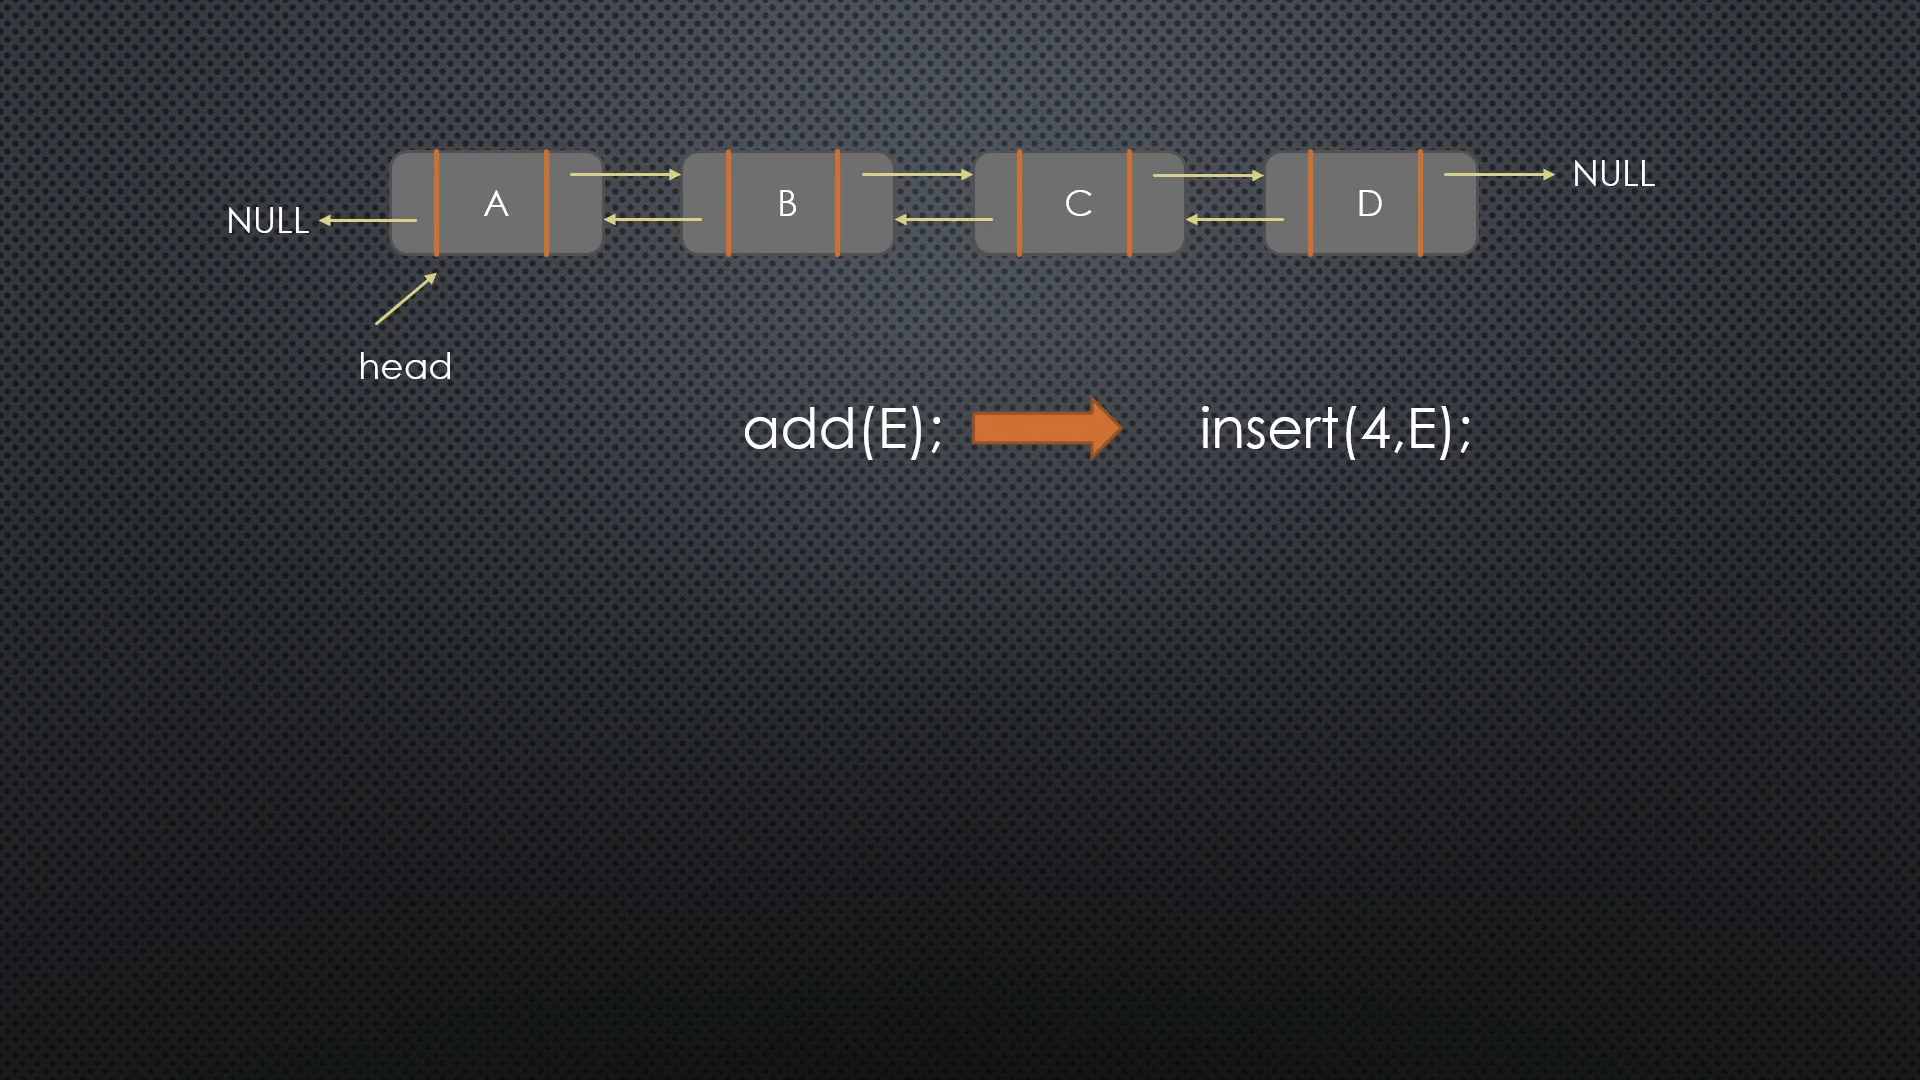 NULL
A
B
C
D
NULL
head
add(E);
insert(4,E);